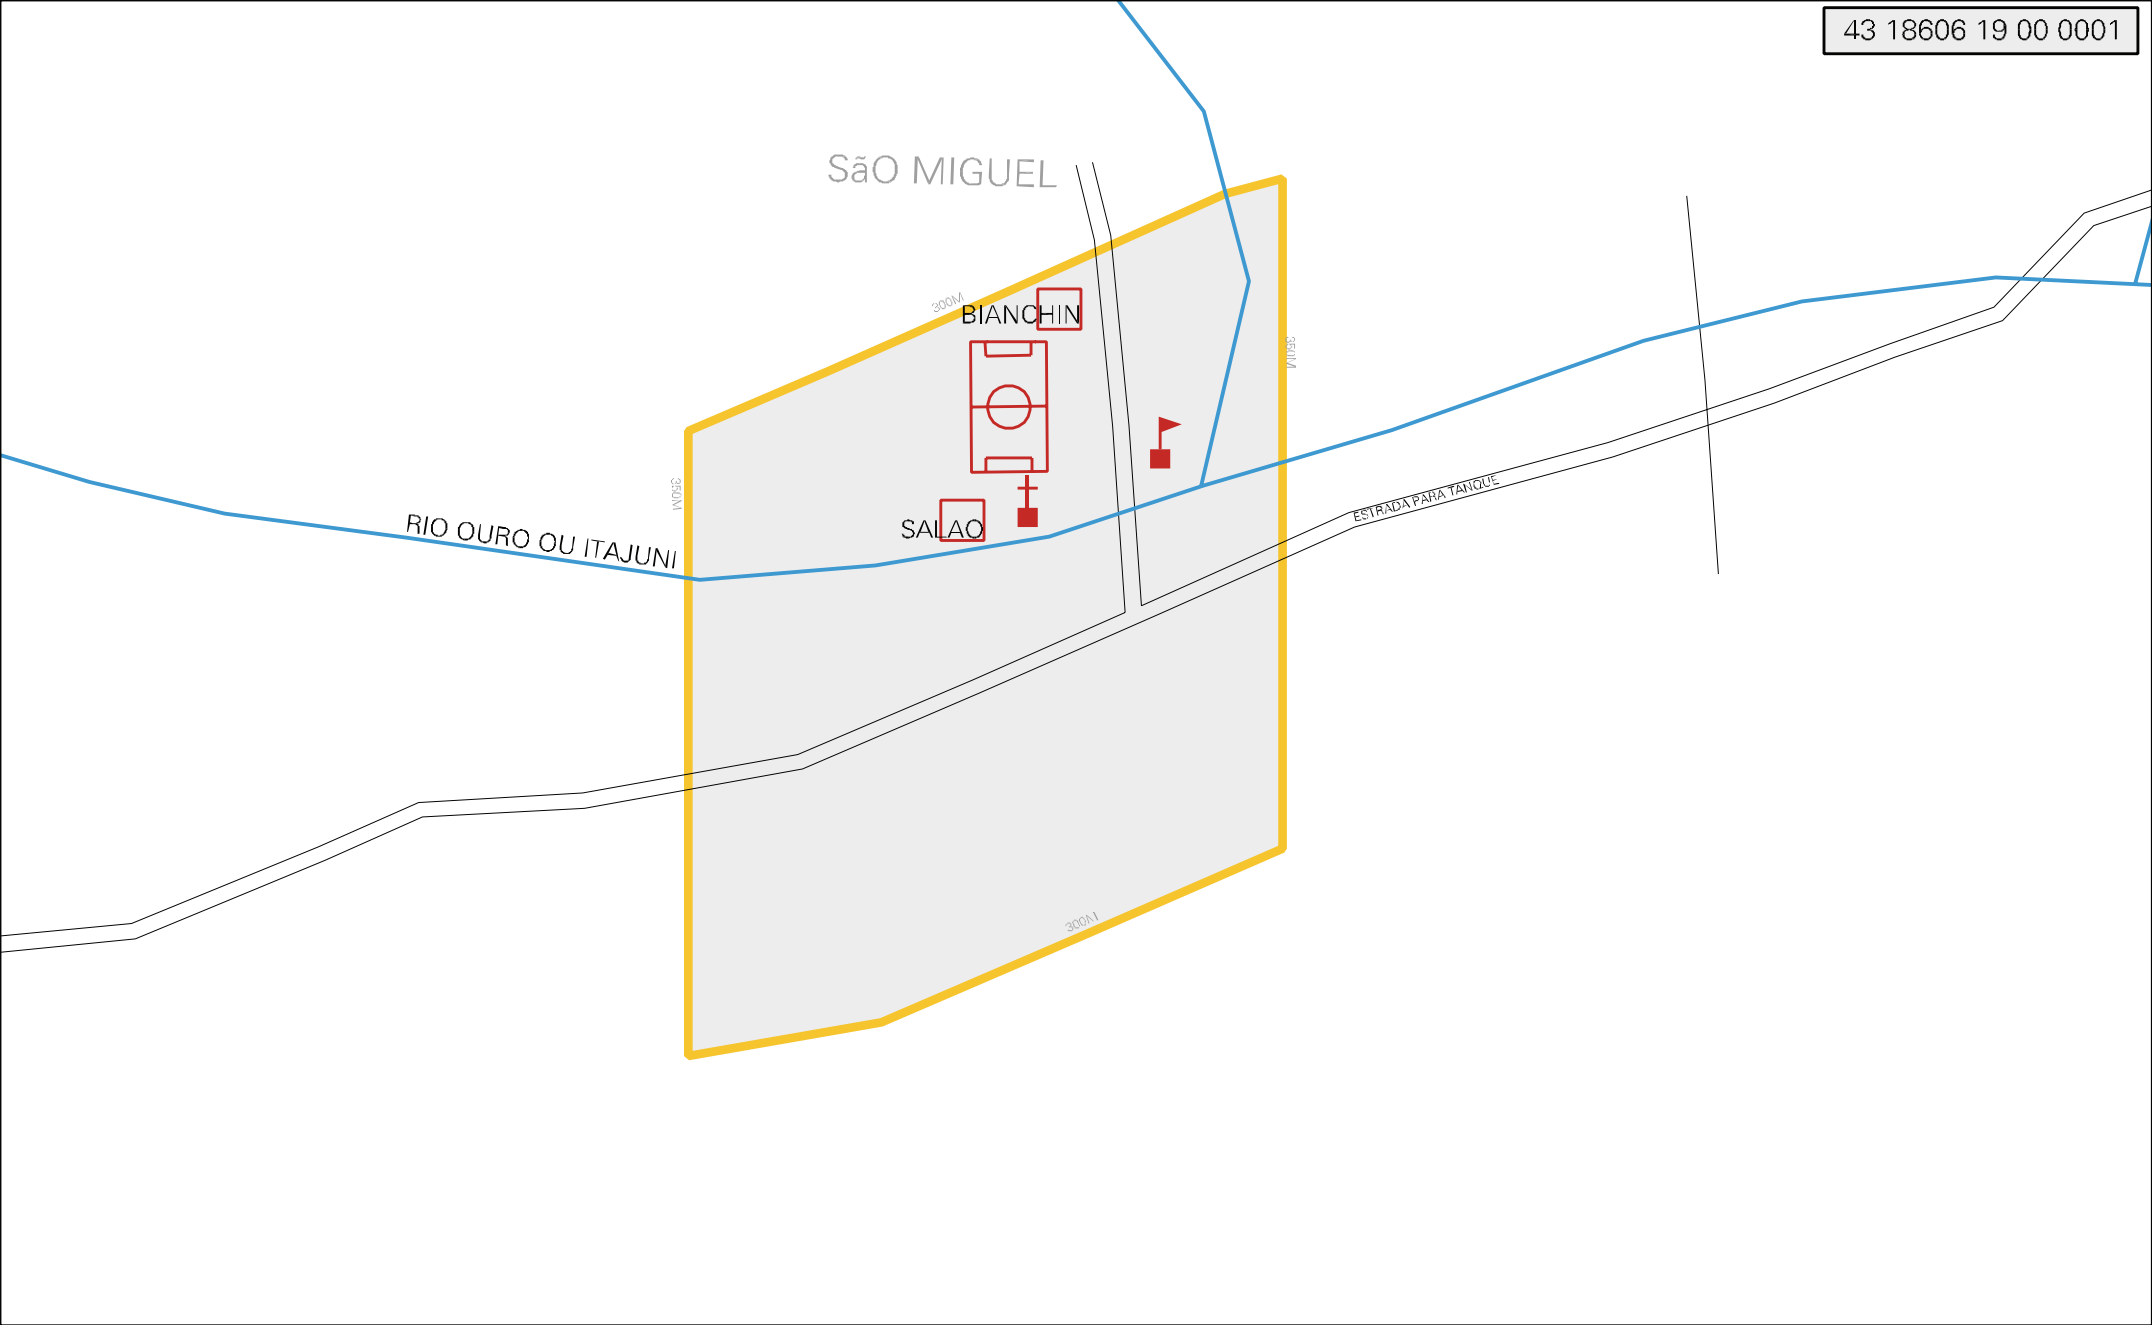 43 18606 19 00 0001
SãO MIGUEL
300M
BIANCHIN
350M
350M
SALAO
RIO OURO OU ITAJUNI
ESTRADA PARA TANQUE
300M